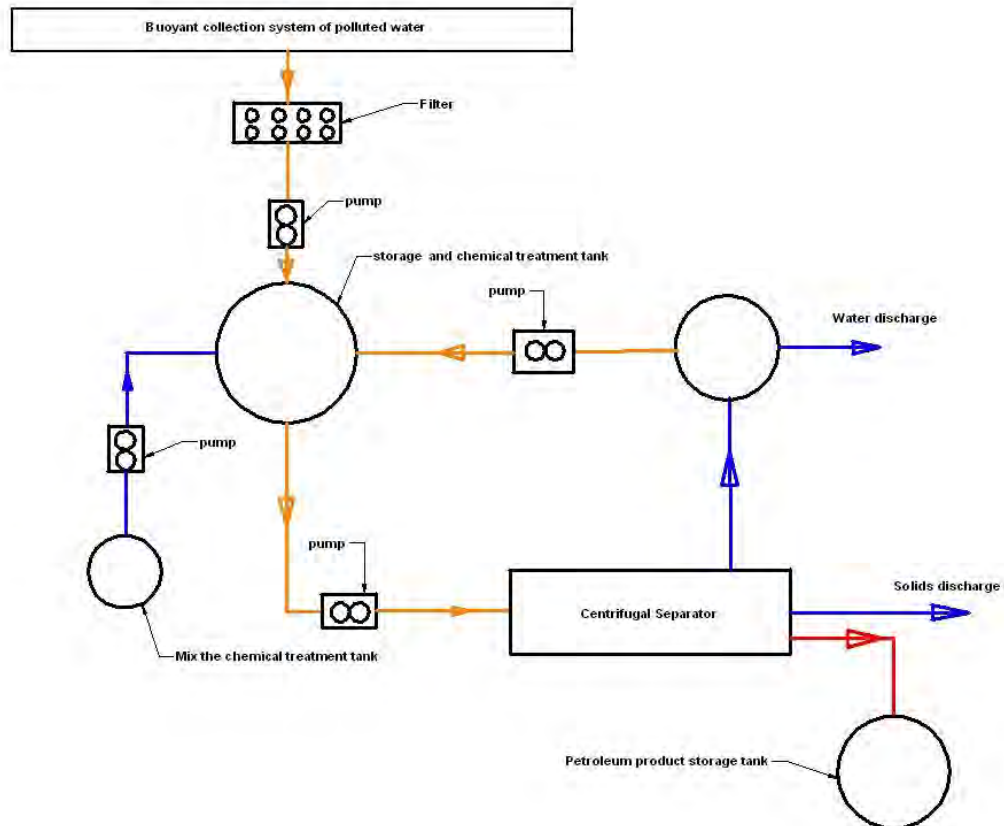 Buoyant collection system of polluted water
Filter
pump
storage and chemical treatment tank
pump
Water discharge
pump
pump
Solids discharge
Centrifugal Separator
Mix the chemical treatment tank
Petroleum product storage tank